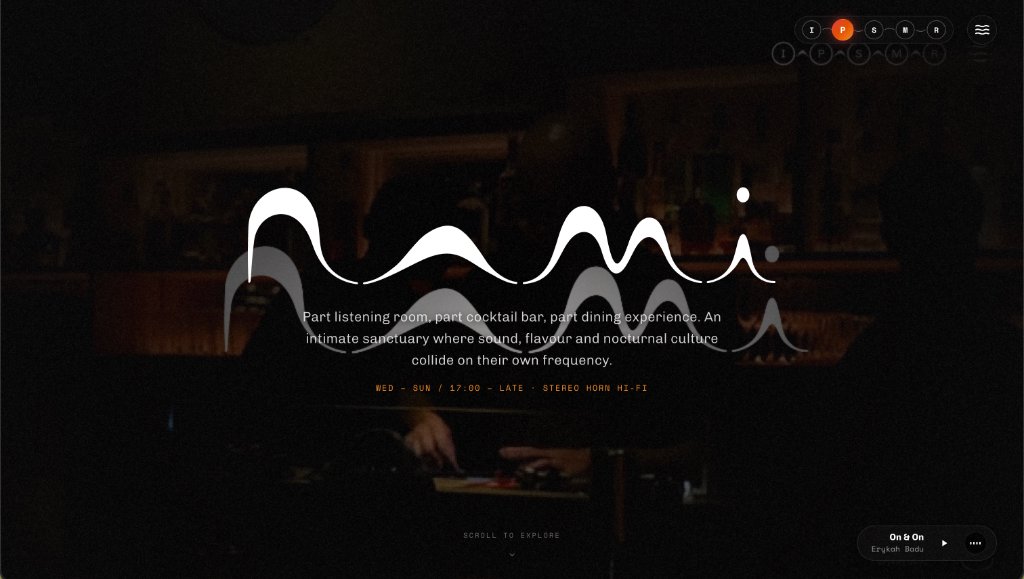 I P S M R
I P S M R
nami
Part listening room, part cocktail bar, part dining experience. An
intimate sanctuary where sound, flavour and nocturnal culture
collide on their own frequency.
WED – SUN / 17:00 – LATE · STEREO HORN HI-FI
SCROLL TO EXPLORE
On & On
Erykah Badu